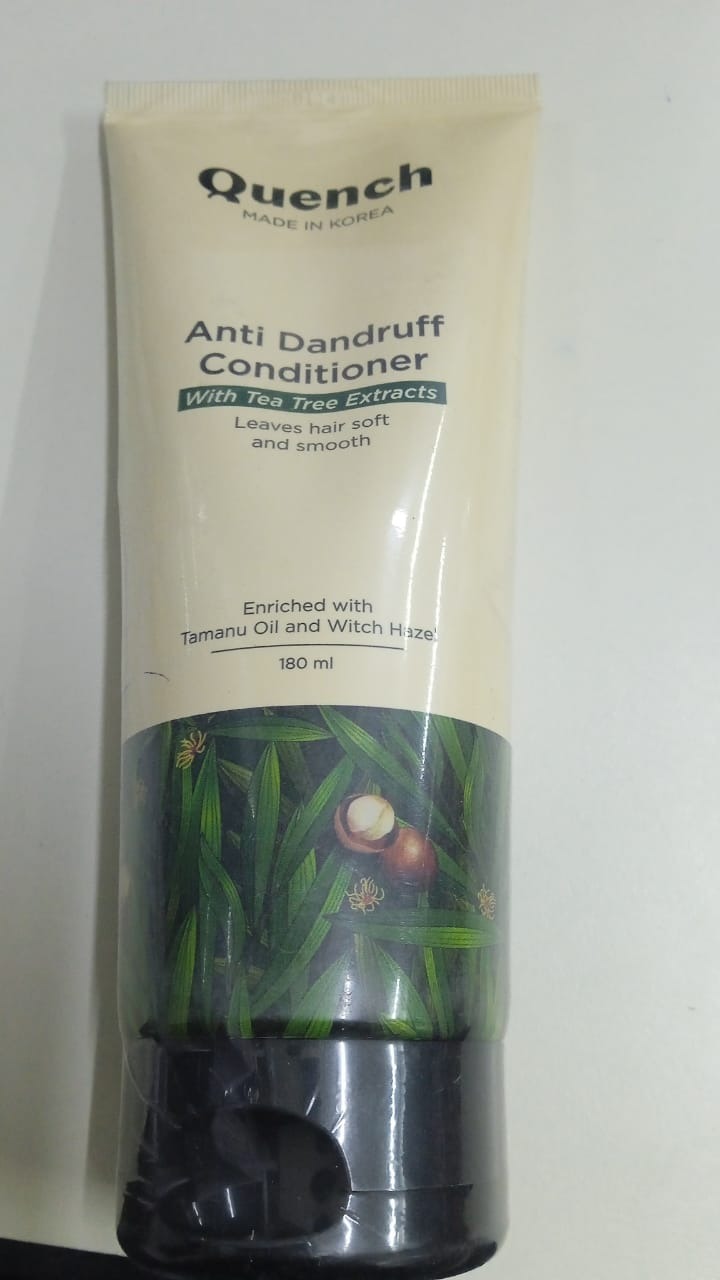 Quench
MADE IN KOREA
Anti Dandruff
Conditioner
With Tea Tree Extracts
Leaves hair soft
and smooth
Enriched with
Tamanu Oil and Witch Hazel
180 ml